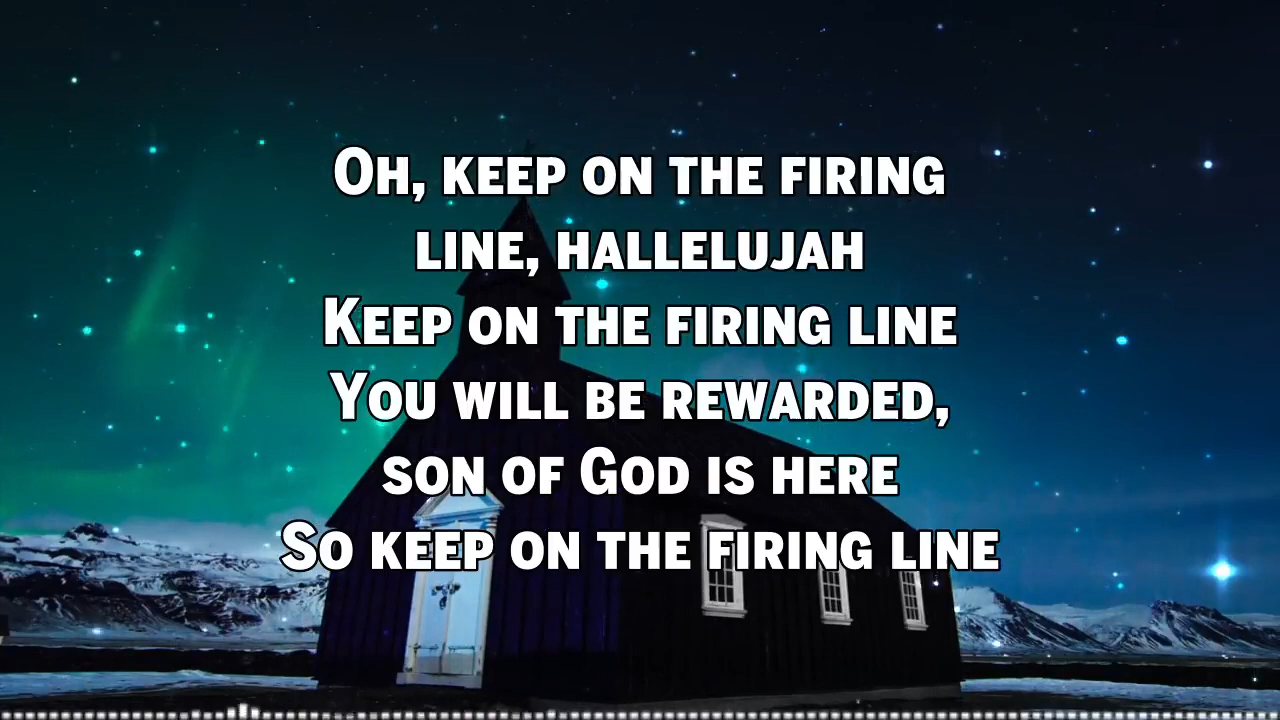 Oh, keep on the firing
line, hallelujah
Keep on the firing line
You will be rewarded,
son of God is here
So keep on the firing line